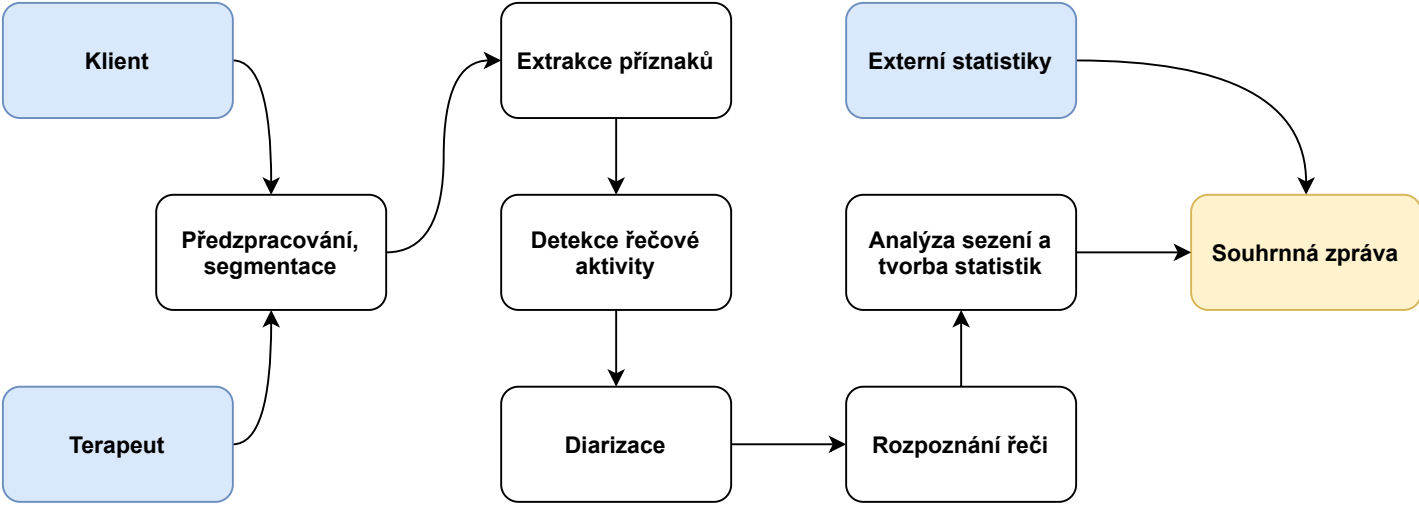 Klient
Extrakce příznaků
Externí statistiky
Předzpracování,
segmentace
Detekce řečové
aktivity
Analýza sezení a
tvorba statistik
Souhrnná zpráva
Terapeut
Diarizace
Rozpoznání řeči